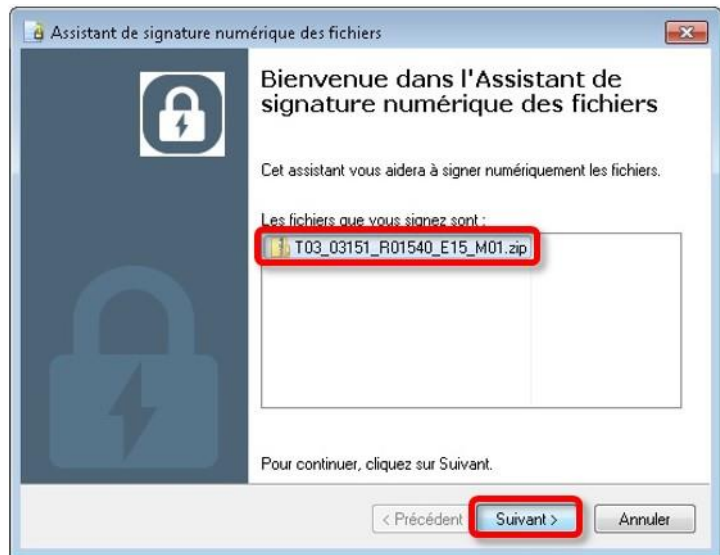 Assistant de signature numérique des fichiers
Bienvenue dans l'Assistant de
signature numérique des fichiers
Cet assistant vous aidera à signer numériquement les fichiers.
Les fichiers que vous signez sont :
T03_03151_R01540_E15_M01.zip
Pour continuer, cliquez sur Suivant.
< Précédent Suivant > Annuler